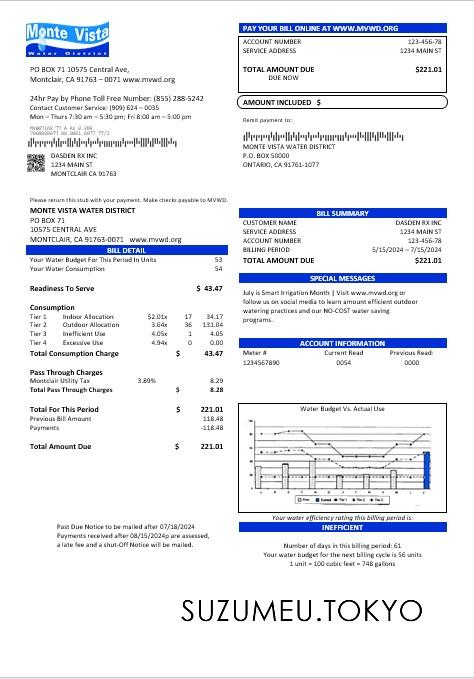 Monte Vista
Water District
PO BOX 71 10575 Central Ave,
Montclair, CA 91763 – 0071 www.mvwd.org
24hr Pay by Phone Toll Free Number: (855) 288-5242
Contact Customer Service: (909) 624 – 0035
Mon – Thurs 7:30 am – 5:30 pm; Fri 8:00 am – 5:00 pm
DASDEN RX INC
1234 MAIN ST
MONTCLAIR CA 91763
PAY YOUR BILL ONLINE AT WWW.MVWD.ORG
ACCOUNT NUMBER 123-456-78
SERVICE ADDRESS 1234 MAIN ST
TOTAL AMOUNT DUE $221.01
DUE NOW
AMOUNT INCLUDED $
Remit payment to:
MONTE VISTA WATER DISTRICT
P.O. BOX 50000
ONTARIO, CA 91761-1077
Please return this stub with your payment. Make checks payable to MVWD.
MONTE VISTA WATER DISTRICT
PO BOX 71
10575 CENTRAL AVE
MONTCLAIR, CA 91763-0071 www.mvwd.org
BILL DETAIL
Your Water Budget For This Period In Units 53
Your Water Consumption 54
Readiness To Serve $ 43.47
Consumption
Tier 1 Indoor Allocation $2.01x 17 34.17
Tier 2 Outdoor Allocation 3.64x 36 131.04
Tier 3 Inefficient Use 4.05x 1 4.05
Tier 4 Excessive Use 4.94x 0 0.00
Total Consumption Charge $ 43.47
Pass Through Charges
Montclair Utility Tax 3.89% 8.29
Total Pass Through Charges $ 8.28
Total For This Period $ 221.01
Previous Bill Amount 118.48
Payments -118.48
Total Amount Due $ 221.01
Past Due Notice to be mailed after 07/18/2024
Payments received after 08/15/2024p are assessed,
a late fee and a shut-Off Notice will be mailed.
BILL SUMMARY
CUSTOMER NAME DASDEN RX INC
SERVICE ADDRESS 1234 MAIN ST
ACCOUNT NUMBER 123-456-78
BILLING PERIOD 5/15/2024 – 7/15/2024
TOTAL AMOUNT DUE $221.01
SPECIAL MESSAGES
July is Smart Irrigation Month | Visit www.mvwd.org or
follow us on social media to learn amount efficient outdoor
watering practices and our NO-COST water saving
programs.
ACCOUNT INFORMATION
Meter # Current Read Previous Read:
1234567890 0054 0000
Water Budget Vs. Actual Use
Your water efficiency rating this billing period is:
INEFFICIENT
Number of days in this billing period: 61
Your Water budget for the next billing cycle is 56 units
1 unit = 100 cubic feet = 748 gallons
SUZUMEU.TOKYO